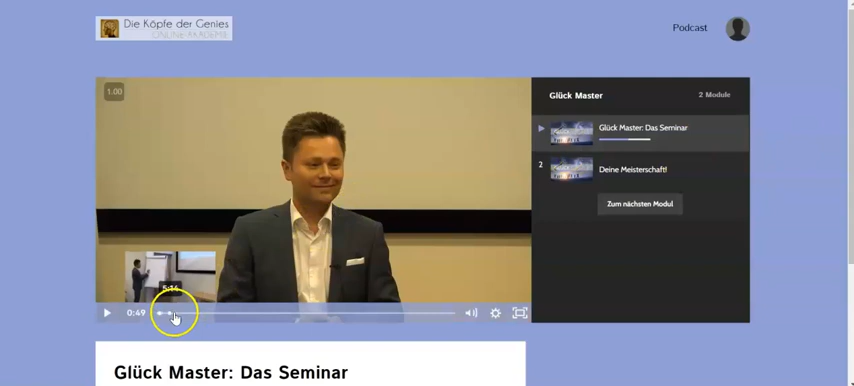 Die Köpfe der Genies
ONLINE-AKADEMIE
Podcast
1.00
Glück Master
2 Module
Glück Master: Das Seminar
2
Deine Meisterschaft!
Zum nächsten Modul
5:14
0:49
Glück Master: Das Seminar